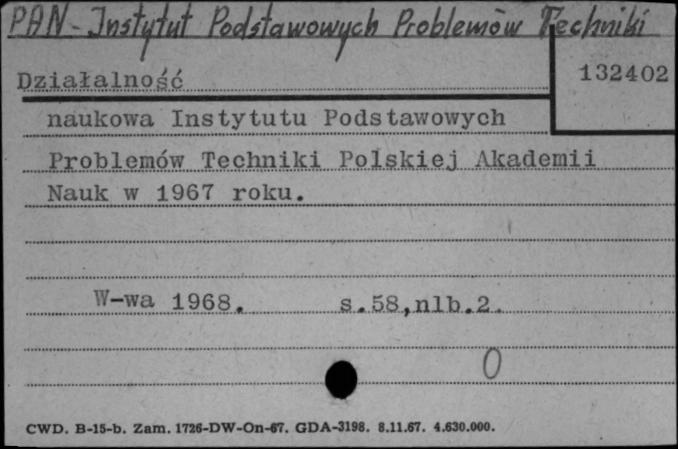 PAN - Instytut Podstawowych Problemów Techniki
Działalność
132402
naukowa Instytutu Podstawowych
Problemów Techniki Polskiej Akademii
Nauk w 1967 roku.
W-wa 1968. s.58,nlb.2.
0
CWD. B-15-b. Zam. 1726-DW-On-67. GDA-3198. 8.11.67. 4.630.000.